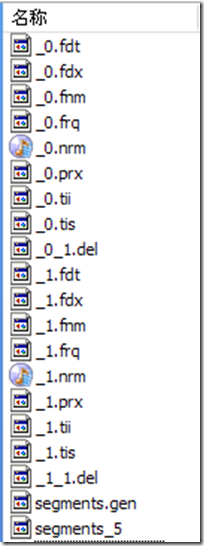 名称
_0.fdt
_0.fdx
_0.fnm
_0.frq
_0.nrm
_0.prx
_0.tii
_0.tis
_0_1.del
_1.fdt
_1.fdx
_1.fnm
_1.frq
_1.nrm
_1.prx
_1.tii
_1.tis
_1_1.del
segments.gen
segments_5